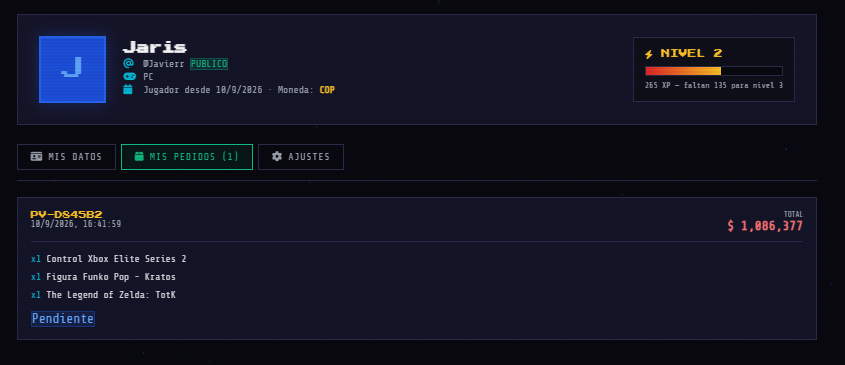 J
Jaris
@Javierr PUBLICO
PC
Jugador desde 10/9/2026 · Moneda: COP
NIVEL 2
265 XP — faltan 135 para nivel 3
MIS DATOS
MIS PEDIDOS (1)
AJUSTES
PV-DS45B2
10/9/2026, 16:41:59
TOTAL
$ 1,086,377
x1 Control Xbox Elite Series 2
x1 Figura Funko Pop - Kratos
x1 The Legend of Zelda: TotK
Pendiente